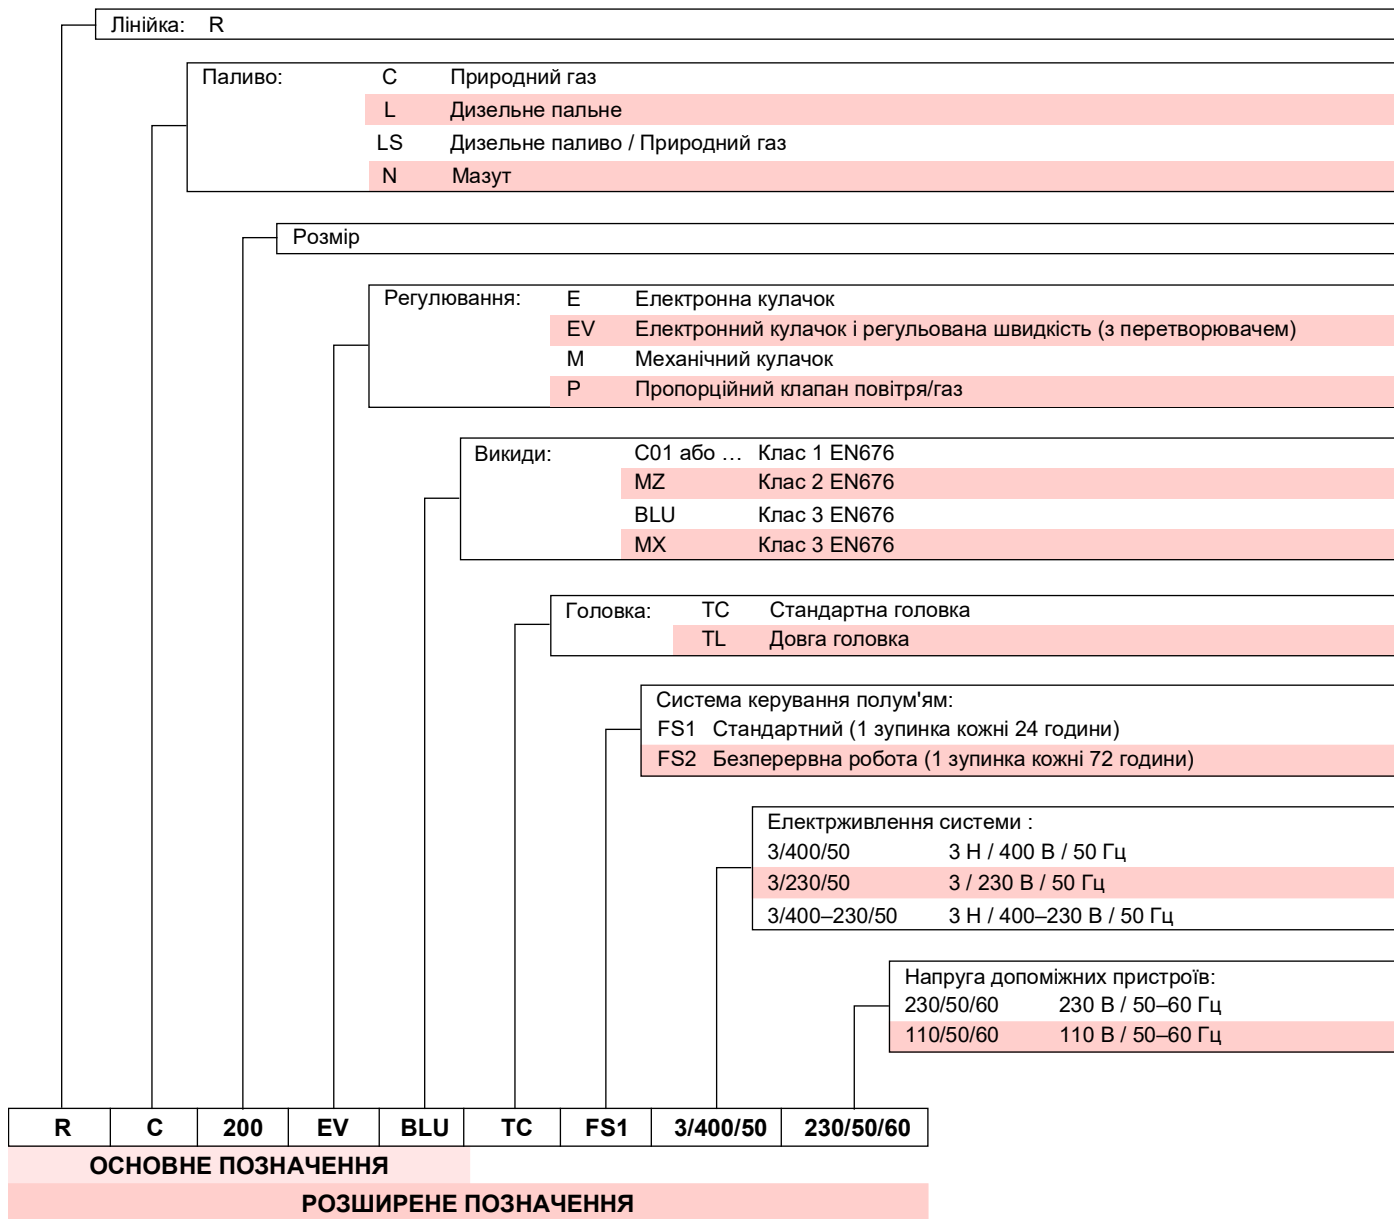 Лінійка: R
Паливо: C Природний газ
L Дизельне пальне
LS Дизельне паливо / Природний газ
N Мазут
Розмір
Регулювання: E Електронна кулачок
EV Електронний кулачок і регульована швидкість (з перетворювачем)
M Механічний кулачок
P Пропорційний клапан повітря/газ
Викиди: C01 або … Клас 1 EN676
MZ Клас 2 EN676
BLU Клас 3 EN676
MX Клас 3 EN676
Головка: TC Стандартна головка
TL Довга головка
Система керування полум'ям:
FS1 Стандартний (1 зупинка кожні 24 години)
FS2 Безперервна робота (1 зупинка кожні 72 години)
Електрживлення системи :
3/400/50 3 Н / 400 В / 50 Гц
3/230/50 3 / 230 В / 50 Гц
3/400–230/50 3 Н / 400–230 В / 50 Гц
Напруга допоміжних пристроїв:
230/50/60 230 В / 50–60 Гц
110/50/60 110 В / 50–60 Гц
R C 200 EV BLU TC FS1 3/400/50 230/50/60
ОСНОВНЕ ПОЗНАЧЕННЯ
РОЗШИРЕНЕ ПОЗНАЧЕННЯ